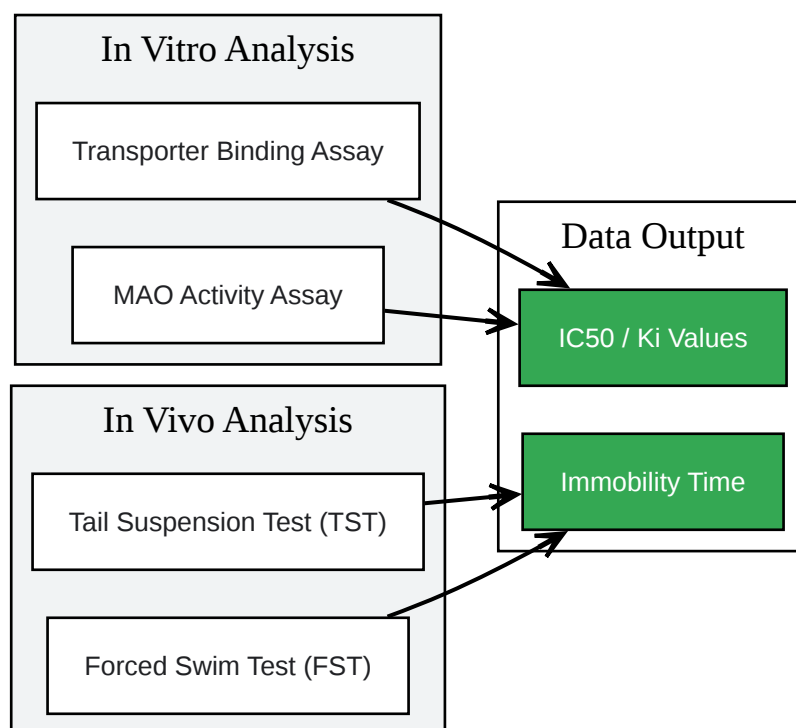 In Vitro Analysis
Transporter Binding Assay
MAO Activity Assay
In Vivo Analysis
Tail Suspension Test (TST)
Forced Swim Test (FST)
Data Output
IC50 / Ki Values
Immobility Time